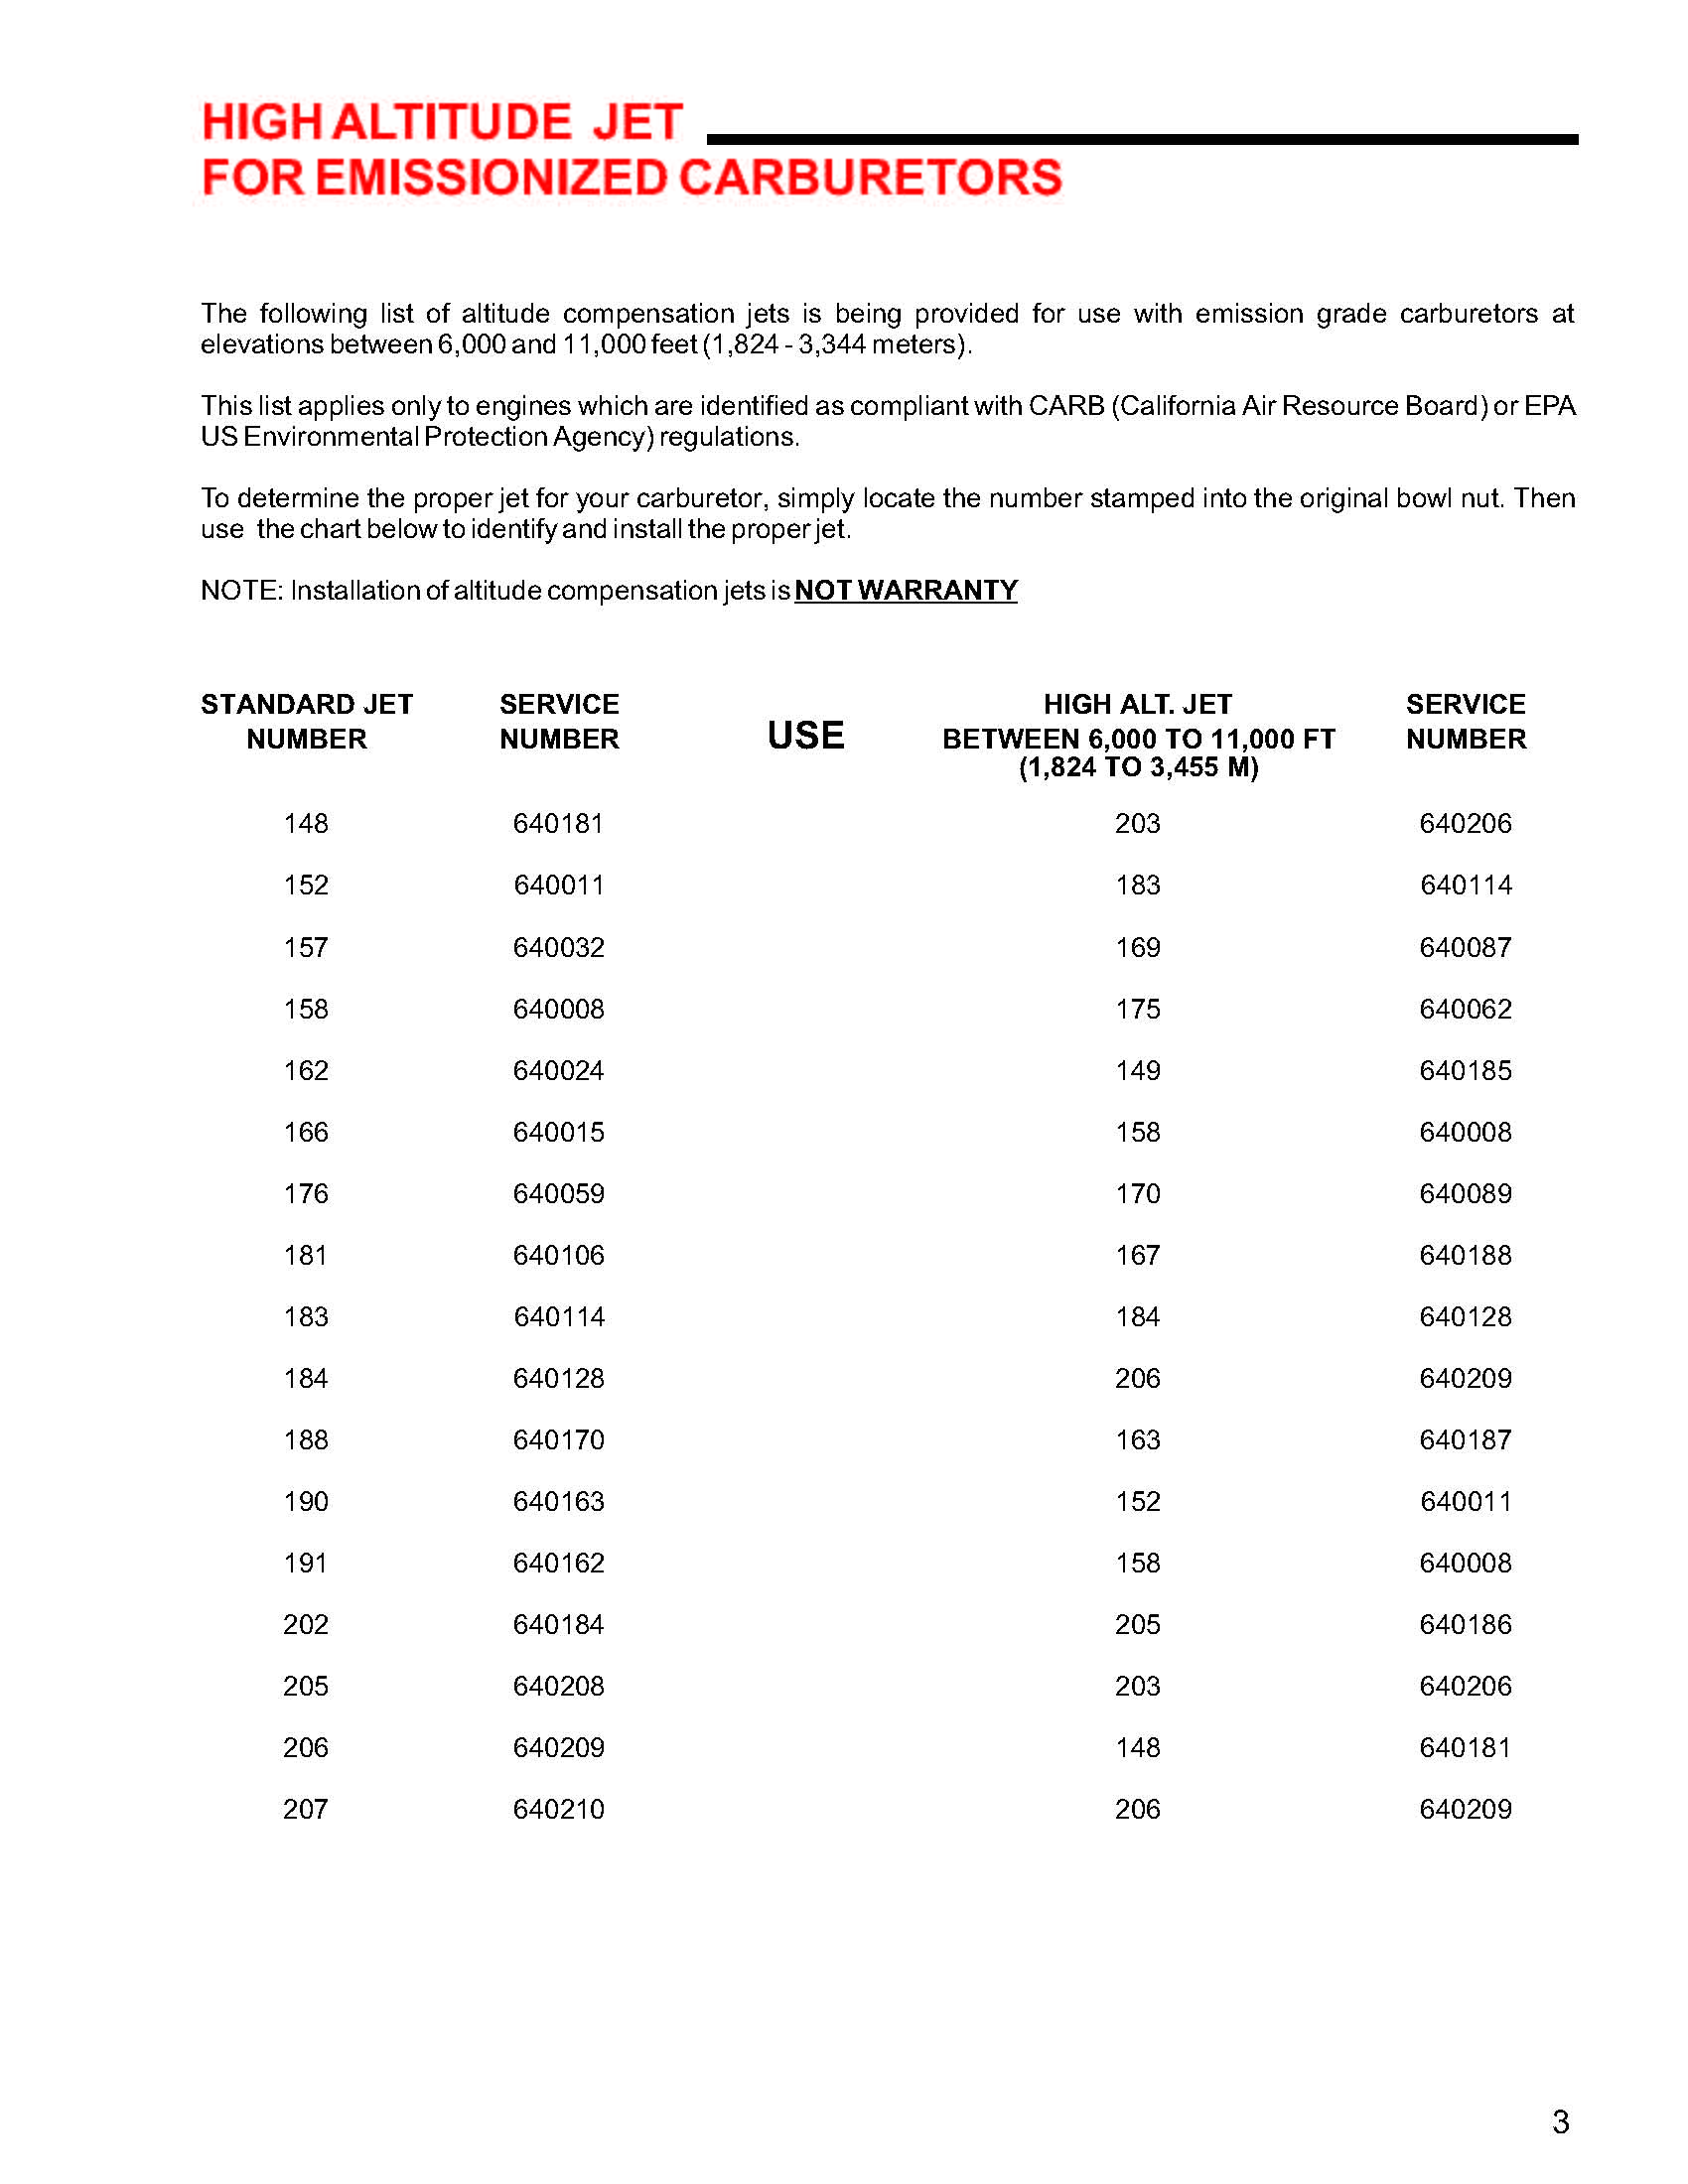 HIGH ALTITUDE JET
FOR EMISSIONIZED CARBURETORS
The following list of altitude compensation jets is being provided for use with emission grade carburetors at
elevations between 6,000 and 11,000 feet (1,824 - 3,344 meters).
This list applies only to engines which are identified as compliant with CARB (California Air Resource Board) or EPA
US Environmental Protection Agency) regulations.
To determine the proper jet for your carburetor, simply locate the number stamped into the original bowl nut. Then
use the chart below to identify and install the proper jet.
NOTE: Installation of altitude compensation jets is NOT WARRANTY
STANDARD JET SERVICE HIGH ALT. JET SERVICE
NUMBER NUMBER USE BETWEEN 6,000 TO 11,000 FT NUMBER
(1,824 TO 3,455 M)
148 640181 203 640206
152 640011 183 640114
157 640032 169 640087
158 640008 175 640062
162 640024 149 640185
166 640015 158 640008
176 640059 170 640089
181 640106 167 640188
183 640114 184 640128
184 640128 206 640209
188 640170 163 640187
190 640163 152 640011
191 640162 158 640008
202 640184 205 640186
205 640208 203 640206
206 640209 148 640181
207 640210 206 640209
3